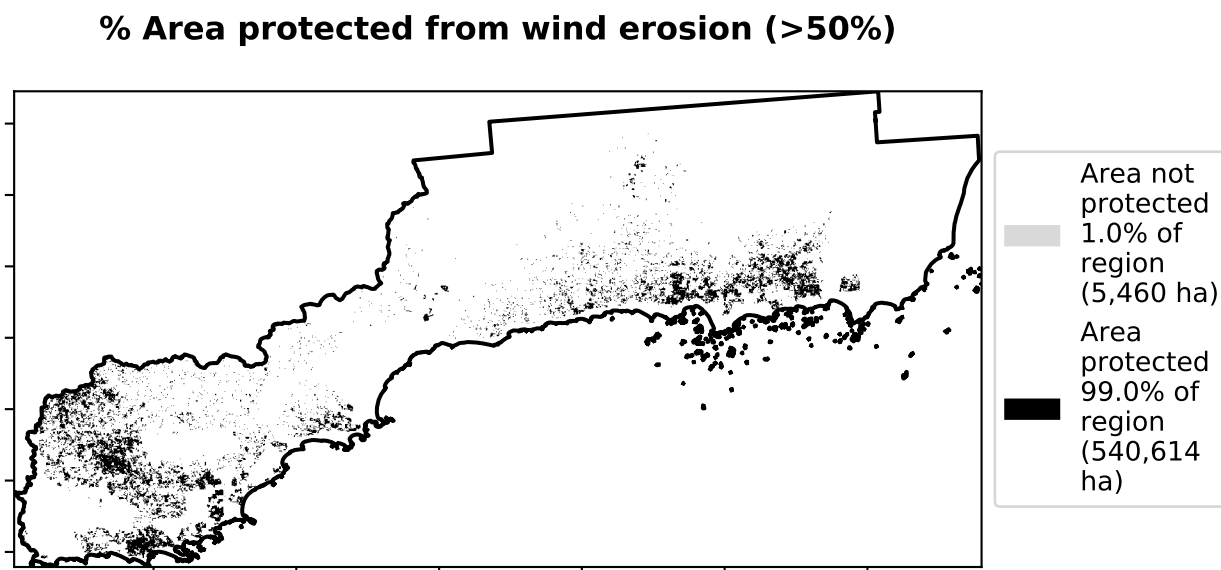 % Area protected from wind erosion (>50%)
Area not
protected
1.0% of
region
(5,460 ha)
Area
protected
99.0% of
region
(540,614
ha)